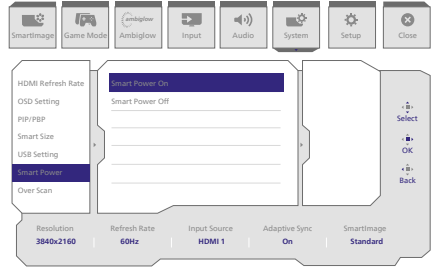 SmartImage
Game Mode
ambiglow
Ambiglow
Input
Audio
System
Setup
Close
HDMI Refresh Rate
OSD Setting
PIP/PBP
Smart Size
USB Setting
Smart Power
Over Scan
Smart Power On
Smart Power Off
Select
OK
Back
Resolution
3840x2160
Refresh Rate
60Hz
Input Source
HDMI 1
Adaptive Sync
On
SmartImage
Standard